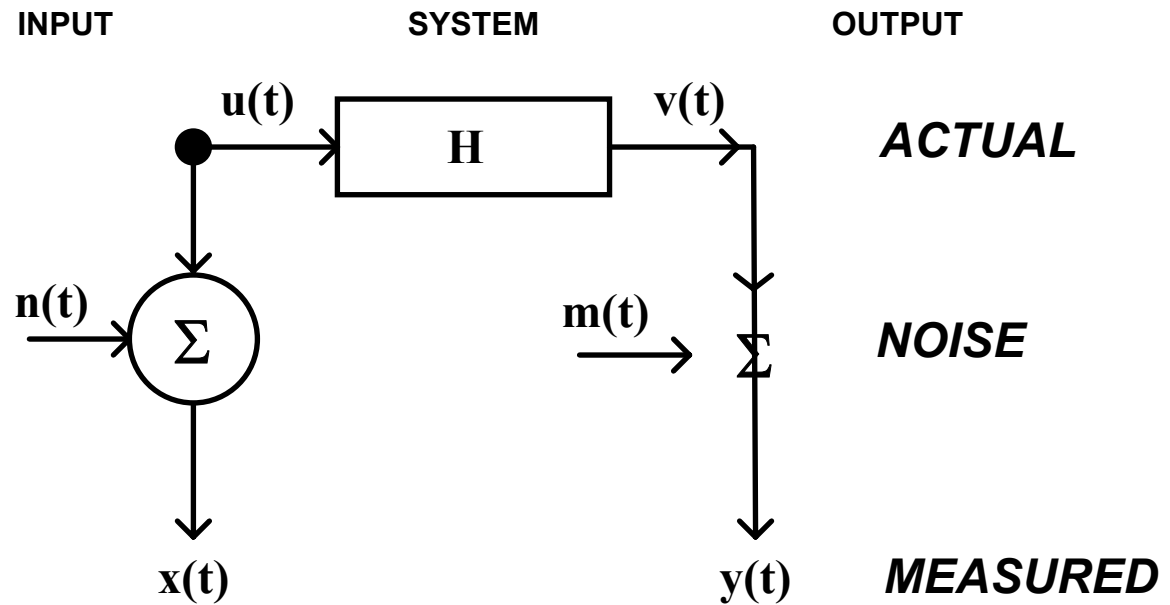 INPUT SYSTEM OUTPUT
u(t) v(t)
H ACTUAL
n(t) m(t)
Σ Σ NOISE
x(t) y(t) MEASURED